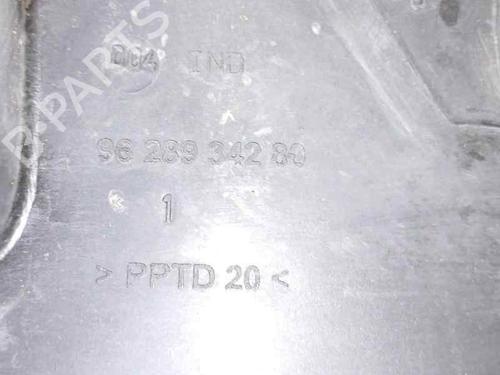 004 IND
96 289 342 80
1
> PPTD 20 <
B-PARTS